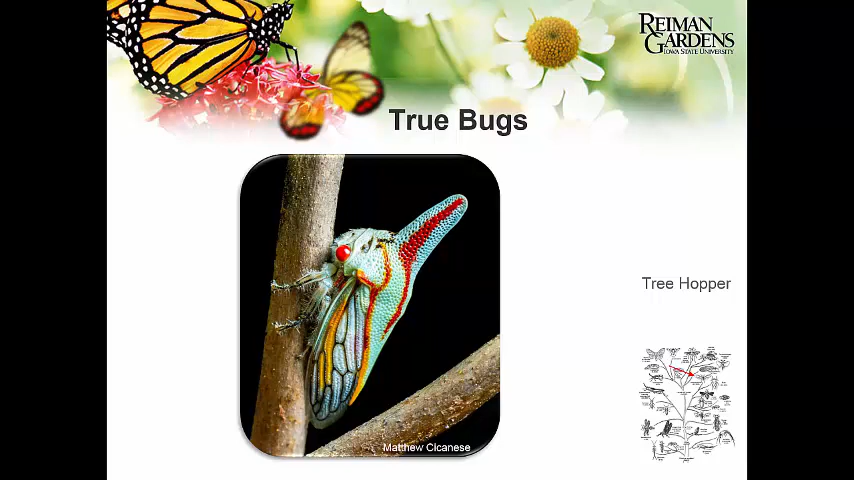 REIMAN
GARDENS
IOWA STATE UNIVERSITY
True Bugs
Tree Hopper
Matthew Cicanese